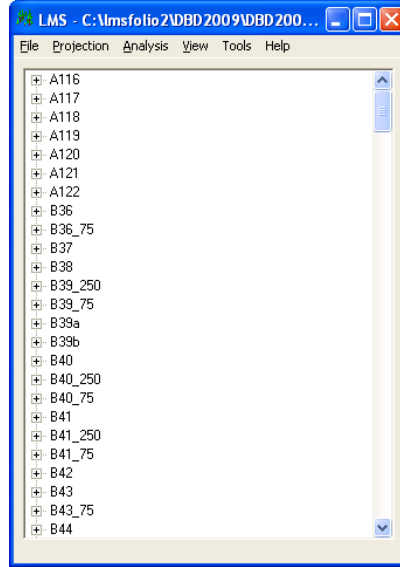 LMS - C:\lmsfolio2\DBD2009\DBD200...
File Projection Analysis View Tools Help
A116
A117
A118
A119
A120
A121
A122
B36
B36_75
B37
B38
B39_250
B39_75
B39a
B39b
B40
B40_250
B40_75
B41
B41_250
B41_75
B42
B43
B43_75
B44